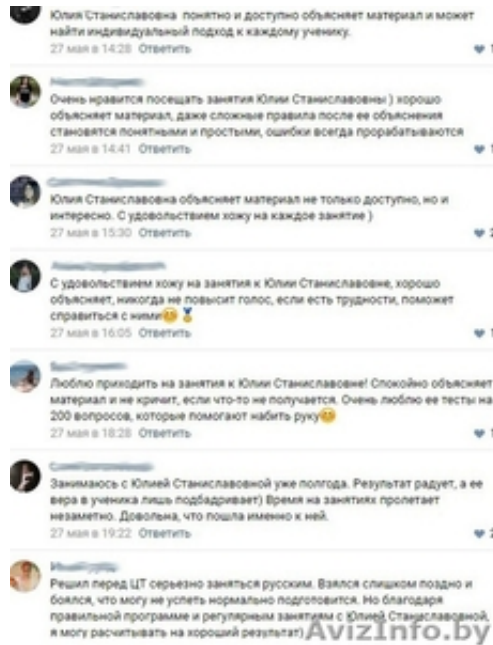 Юлия Станиславовна понятно и доступно объясняет материал и может
найти индивидуальный подход к каждому ученику.
27 мая в 14:28 Ответить
Очень нравится посещать занятия Юлии Станиславовны ) хорошо
объясняет материал, даже сложные правила после ее объяснения
становятся понятными и простыми, ошибки всегда прорабатываются
27 мая в 14:41 Ответить
Юлия Станиславовна объясняет материал не только доступно, но и
интересно. С удовольствием хожу на каждое занятие )
27 мая в 15:30 Ответить
2
С удовольствием хожу на занятия к Юлии Станиславовне, хорошо
объясняет, никогда не повысит голос, если есть трудности, поможет
справиться с ними😊🏅
27 мая в 16:05 Ответить
Люблю приходить на занятия к Юлии Станиславовне! Спокойно объясняет
материал и не кричит, если что-то не получается. Очень люблю ее тесты на
200 вопросов, которые помогают набить руку😊
27 мая в 18:28 Ответить
Занимаюсь с Юлией Станиславовной уже полгода. Результат радует, а ее
вера в ученика лишь подбадривает) Время на занятиях пролетает
незаметно. Довольна, что пошла именно к ней.
27 мая в 19:22 Ответить
2
Решил перед ЦТ серьезно заняться русским. Взялся слишком поздно и
боялся, что могу не успеть нормально подготовится. Но благодаря
правильной программе и регулярным занятиям с Юлией Станиславовной,
я могу расчитывать на хороший результат)
AvizInfo.by